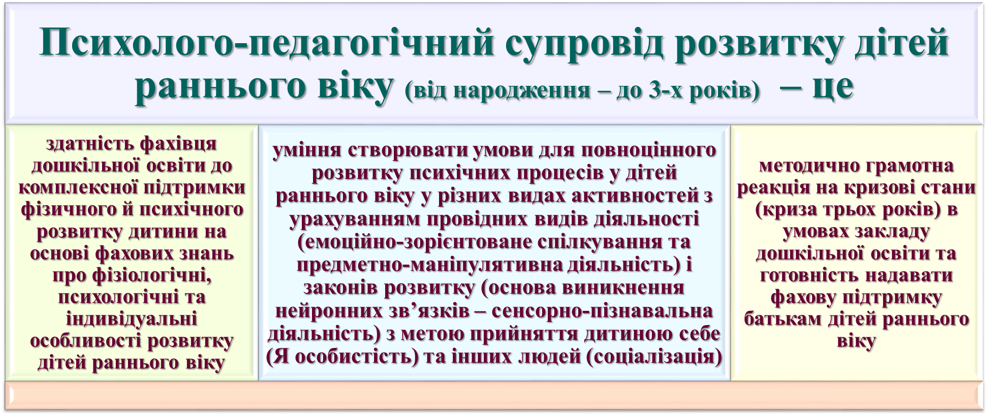 Психолого-педагогічний супровід розвитку дітей
раннього віку (від народження – до 3-х років) – це
здатність фахівця
дошкільної освіти до
комплексної підтримки
фізичного й психічного
розвитку дитини на
основі фахових знань
про фізіологічні,
психологічні та
індивідуальні
особливості розвитку
дітей раннього віку
уміння створювати умови для повноцінного
розвитку психічних процесів у дітей
раннього віку у різних видах активностей з
урахуванням провідних видів діяльності
(емоційно-зорієнтоване спілкування та
предметно-маніпулятивна діяльність) і
законів розвитку (основа виникнення
нейронних зв’язків – сенсорно-пізнавальна
діяльність) з метою прийняття дитиною себе
(Я особистість) та інших людей (соціалізація)
методично грамотна
реакція на кризові стани
(криза трьох років) в
умовах закладу
дошкільної освіти та
готовність надавати
фахову підтримку
батькам дітей раннього
віку